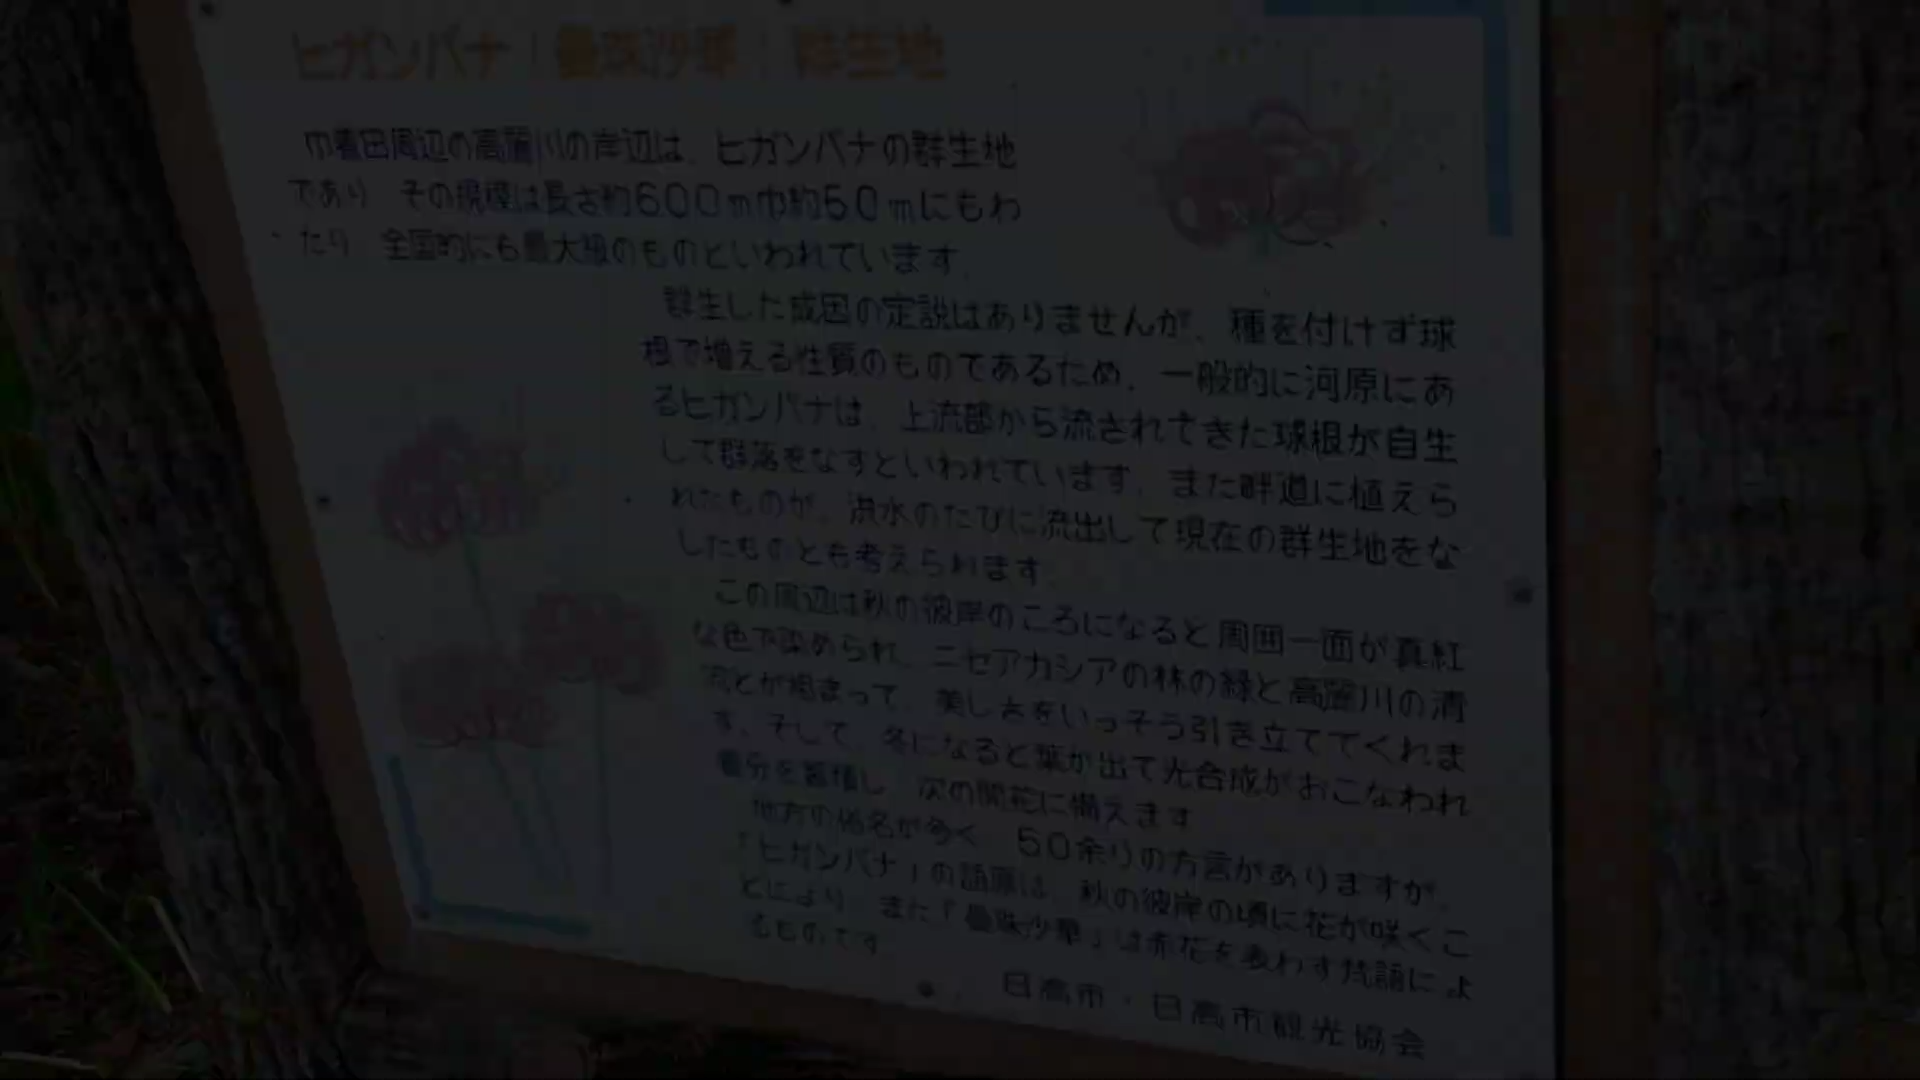 ヒガンバナ(曼珠沙華)群生地
巾着田周辺の高麗川の岸辺は、ヒガンバナの群生地
であり その規模は長さ約600m巾約50mにもわ
たり 全国的にも最大級のものといわれています。
群生した成因の定説はありませんが、種を付けず球
根で増える性質のものであるため、一般的に河原にあ
るヒガンバナは、上流部から流されてきた球根が自生
して群落をなすといわれています。また畔道に植えら
れたものが、洪水のたびに流出して現在の群生地をな
したものとも考えられます。
この周辺は秋の彼岸のころになると周囲一面が真紅
な色で染められ、ニセアカシアの林の緑と高麗川の清
流とが相まって、美しさをいっそう引き立ててくれま
す。そして、冬になると葉が出て光合成がおこなわれ
養分を蓄積し 次の開花に備えます
地方の俗名が多く 50余りの方言がありますが、
「ヒガンバナ」の語源は、秋の彼岸の頃に花が咲くこ
とにより また「曼珠沙華」は赤花を表わす梵語によ
るものです
日高市・日高市観光協会